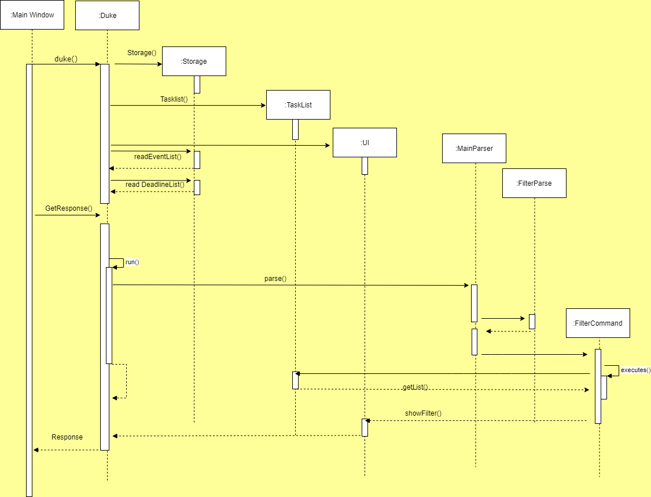 :Main Window
:Duke
Storage()
duke()
:Storage
Tasklist()
:TaskList
:UI
:MainParser
readEventList()
:FilterParse
read DeadlineList()
GetResponse()
run()
parse()
:FilterCommand
executes()
getList()
showFilter()
Response